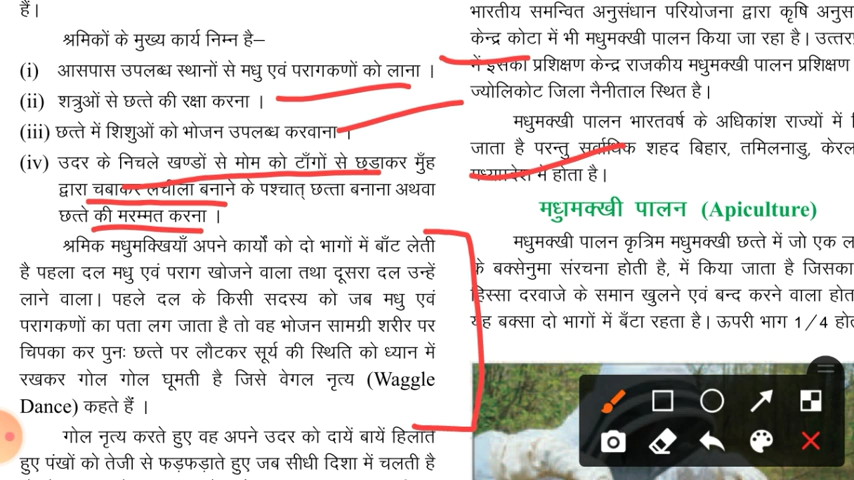 हैं।
श्रमिकों के मुख्य कार्य निम्न है–
(i) आसपास उपलब्ध स्थानों से मधु एवं परागकणों को लाना ।
(ii) शत्रुओं से छत्ते की रक्षा करना ।
(iii) छत्ते में शिशुओं को भोजन उपलब्ध करवाना
(iv) उदर के निचले खण्डों से मोम को टाँगों से छुडाकर मुँह
द्वारा चबाकर लचीला बनाने के पश्चात् छत्ता बनाना अथवा
छत्ते की मरम्मत करना ।
श्रमिक मधुमक्खियाँ अपने कार्यों को दो भागों में बाँट लेती
है पहला दल मधु एवं पराग खोजने वाला तथा दूसरा दल उन्हें
लाने वाला। पहले दल के किसी सदस्य को जब मधु एवं
परागकणों का पता लग जाता है तो वह भोजन सामग्री शरीर पर
चिपका कर पुनः छत्ते पर लौटकर सूर्य की स्थिति को ध्यान में
रखकर गोल गोल घूमती है जिसे वेगल नृत्य (Waggle
Dance) कहते हैं ।
गोल नृत्य करते हुए वह अपने उदर को दायें बायें हिलाते
हुए पंखों को तेजी से फड़फड़ाते हुए जब सीधी दिशा में चलती है
भारतीय समन्वित अनुसंधान परियोजना द्वारा कृषि अनुस
केन्द्र कोटा में भी मधुमक्खी पालन किया जा रहा है। उत्तरा
में इसका प्रशिक्षण केन्द्र राजकीय मधुमक्खी पालन प्रशिक्षण
ज्योलिकोट जिला नैनीताल स्थित है।
मधुमक्खी पालन भारतवर्ष के अधिकांश राज्यों में
जाता है परन्तु सर्वाधिक शहद बिहार, तमिलनाडु, केरल
मध्यप्रदेश में होता है।
मधुमक्खी पालन (Apiculture)
मधुमक्खी पालन कृत्रिम मधुमक्खी छत्ते में जो एक ल
के बक्सेनुमा संरचना होती है, में किया जाता है जिसका
हिस्सा दरवाजे के समान खुलने एवं बन्द करने वाला होत
यह बक्सा दो भागों में बँटा रहता है। ऊपरी भाग 1/4 होत